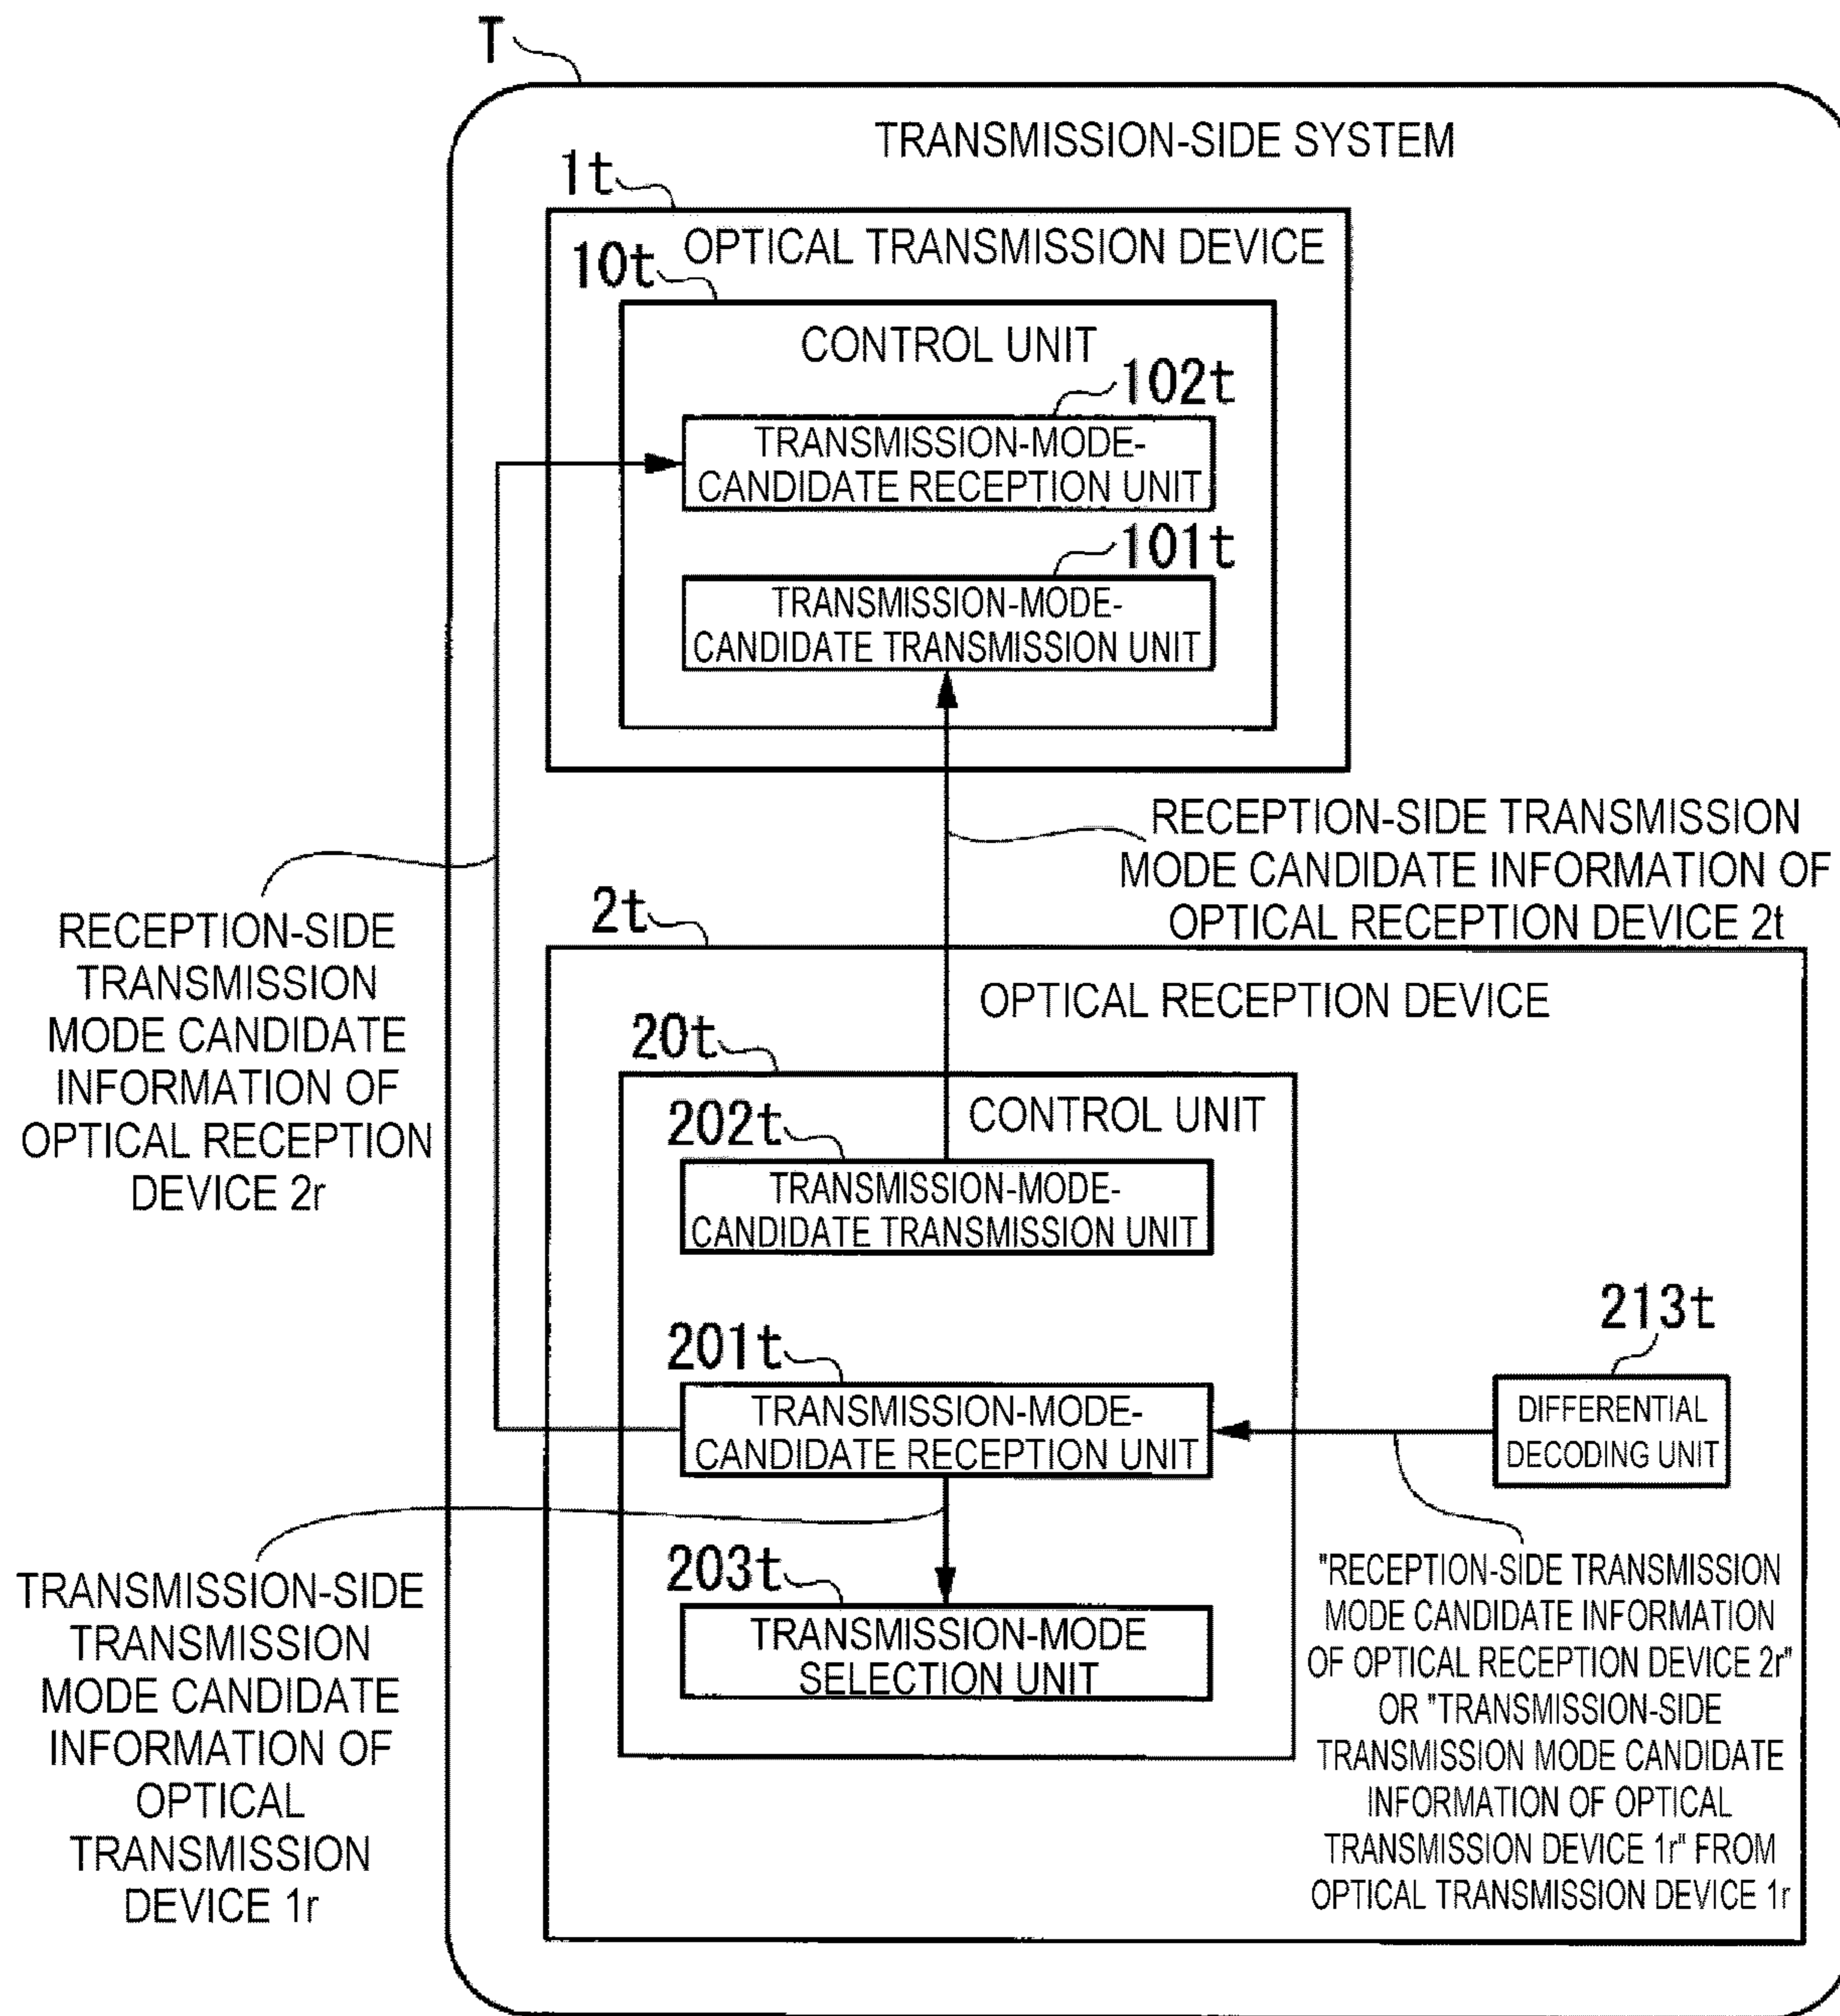 T
TRANSMISSION-SIDE SYSTEM
1t
OPTICAL TRANSMISSION DEVICE
10t
CONTROL UNIT
102t
TRANSMISSION-MODE-
CANDIDATE RECEPTION UNIT
101t
TRANSMISSION-MODE-
CANDIDATE TRANSMISSION UNIT
RECEPTION-SIDE TRANSMISSION
MODE CANDIDATE INFORMATION OF
OPTICAL RECEPTION DEVICE 2t
RECEPTION-SIDE
TRANSMISSION
MODE CANDIDATE
INFORMATION OF
OPTICAL RECEPTION
DEVICE 2r
2t
OPTICAL RECEPTION DEVICE
20t
CONTROL UNIT
202t
TRANSMISSION-MODE-
CANDIDATE TRANSMISSION UNIT
201t
TRANSMISSION-MODE-
CANDIDATE RECEPTION UNIT
213t
DIFFERENTIAL
DECODING UNIT
203t
TRANSMISSION-MODE
SELECTION UNIT
TRANSMISSION-SIDE
TRANSMISSION
MODE CANDIDATE
INFORMATION OF
OPTICAL
TRANSMISSION
DEVICE 1r
"RECEPTION-SIDE TRANSMISSION
MODE CANDIDATE INFORMATION
OF OPTICAL RECEPTION DEVICE 2r"
OR "TRANSMISSION-SIDE
TRANSMISSION MODE CANDIDATE
INFORMATION OF OPTICAL
TRANSMISSION DEVICE 1r" FROM
OPTICAL TRANSMISSION DEVICE 1r